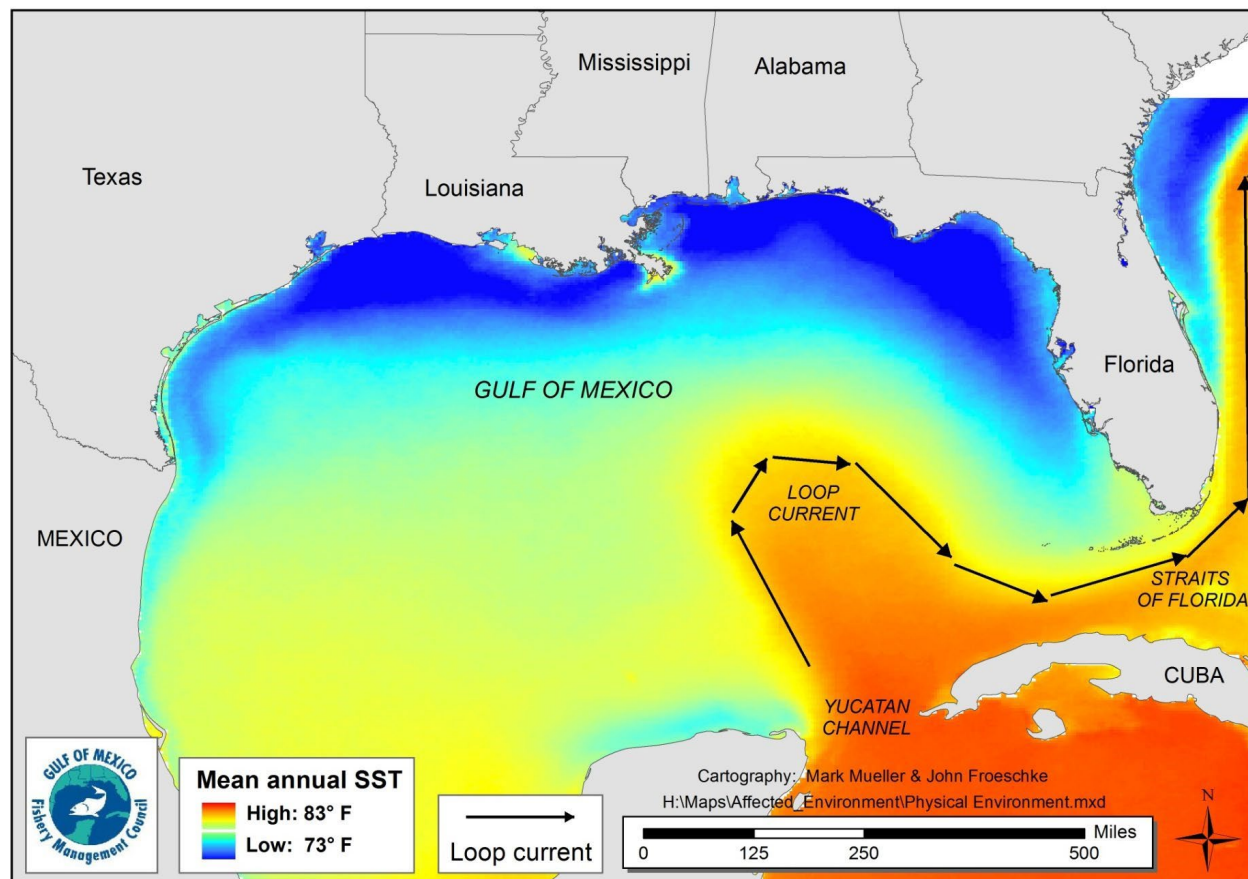 Mississippi
Alabama
Texas
Louisiana
GULF OF MEXICO
Florida
LOOP
CURRENT
MEXICO
STRAITS
OF FLORIDA
CUBA
YUCATAN
CHANNEL
GULF OF MEXICO
Fishery Management Council
Mean annual SST
High: 83° F
Low: 73° F
Loop current
Cartography: Mark Mueller & John Froeschke
H:\Maps\Affected_Environment\Physical Environment.mxd
Miles
0 125 250 500
N